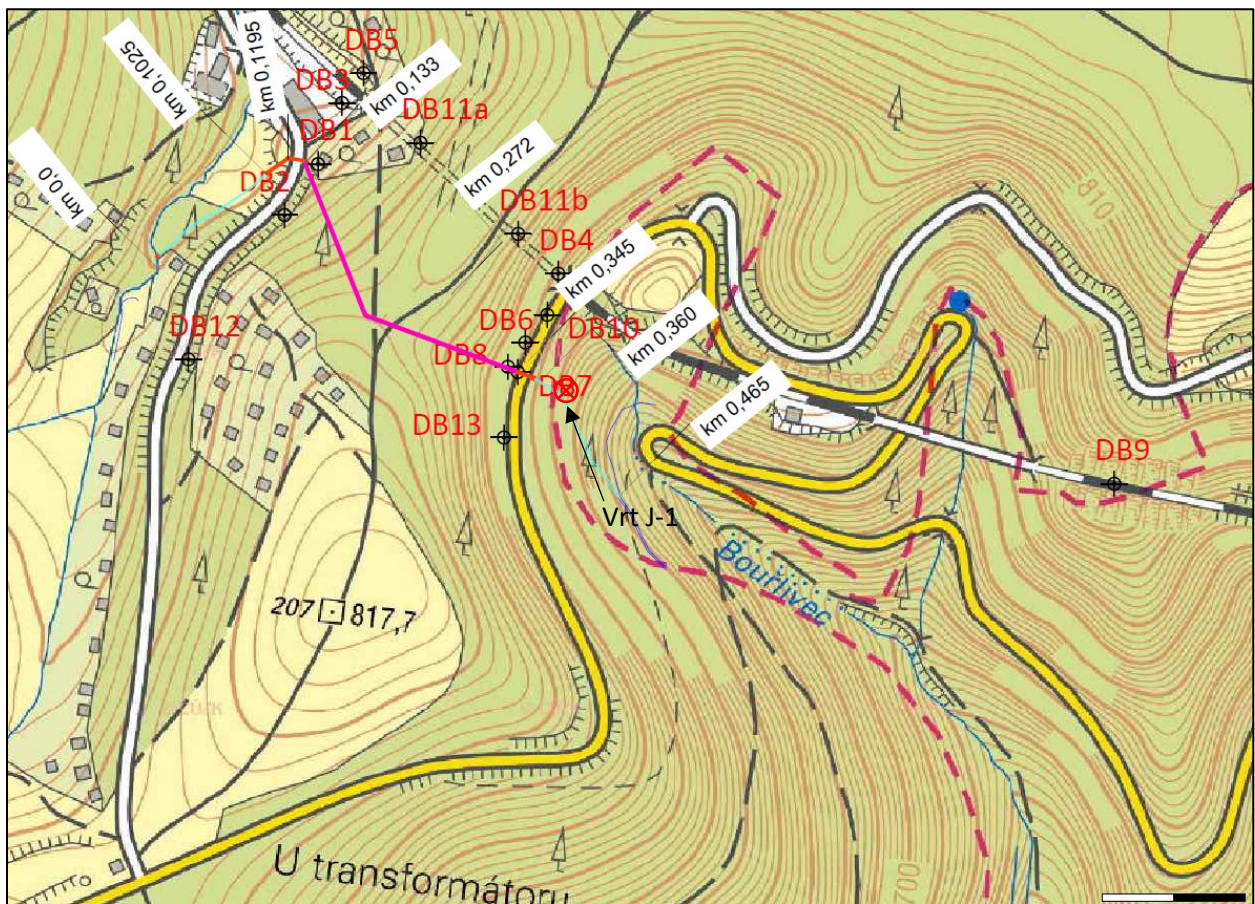 DB5
km 0,1195
km 0,1025
DB3
km 0,133
DB11a
DB1
km 0,272
km 0,0
DB2
DB11b
DB4
km 0,345
DB6
DB10
km 0,360
DB12
DB8
DB7
km 0,465
DB13
DB9
Vrt J-1
Bouřlivec
207 817,7
U transformátoru
700